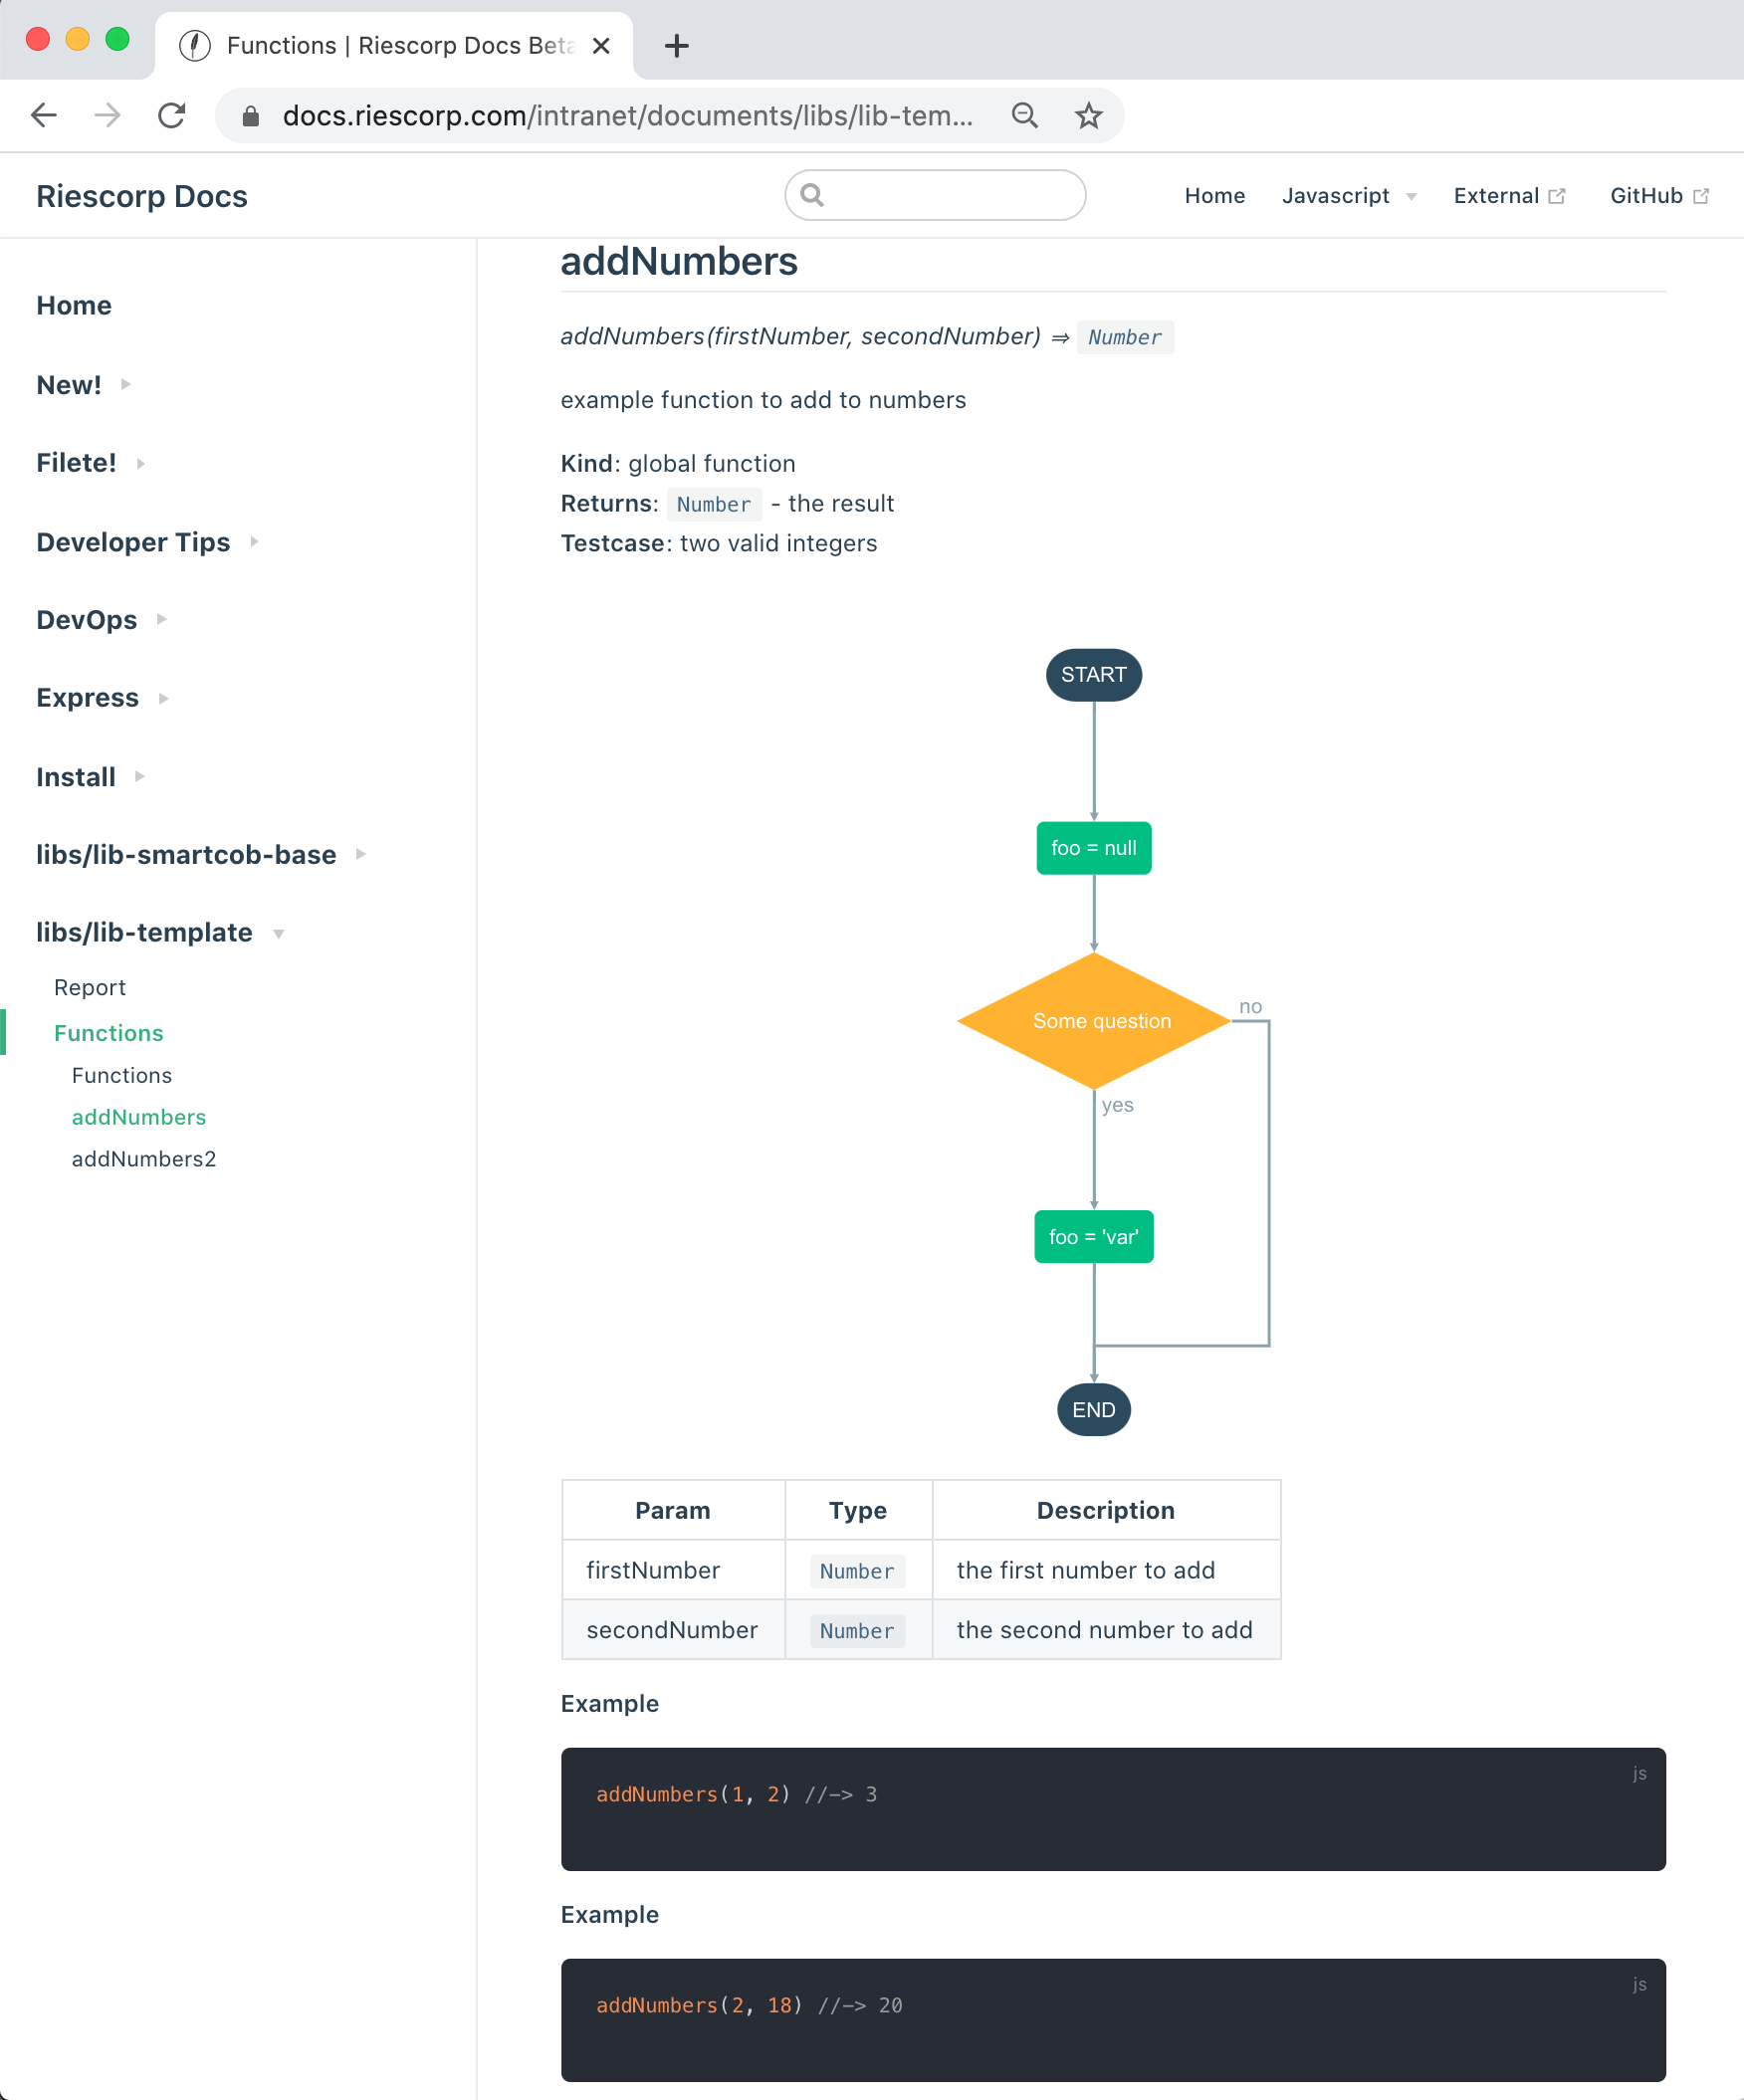 Functions | Riescorp Docs Beta
docs.riescorp.com/intranet/documents/libs/lib-tem...
Riescorp Docs
Home
Javascript
External
GitHub
Home
New!
Filete!
Developer Tips
DevOps
Express
Install
libs/lib-smartcob-base
libs/lib-template
Report
Functions
Functions
addNumbers
addNumbers2
addNumbers
addNumbers(firstNumber, secondNumber) ⇒ Number
example function to add to numbers
Kind: global function
Returns: Number - the result
Testcase: two valid integers
START
foo = null
Some question
no
yes
foo = 'var'
END
Param Type Description
firstNumber Number the first number to add
secondNumber Number the second number to add
Example
js
addNumbers(1, 2) //-> 3
Example
js
addNumbers(2, 18) //-> 20